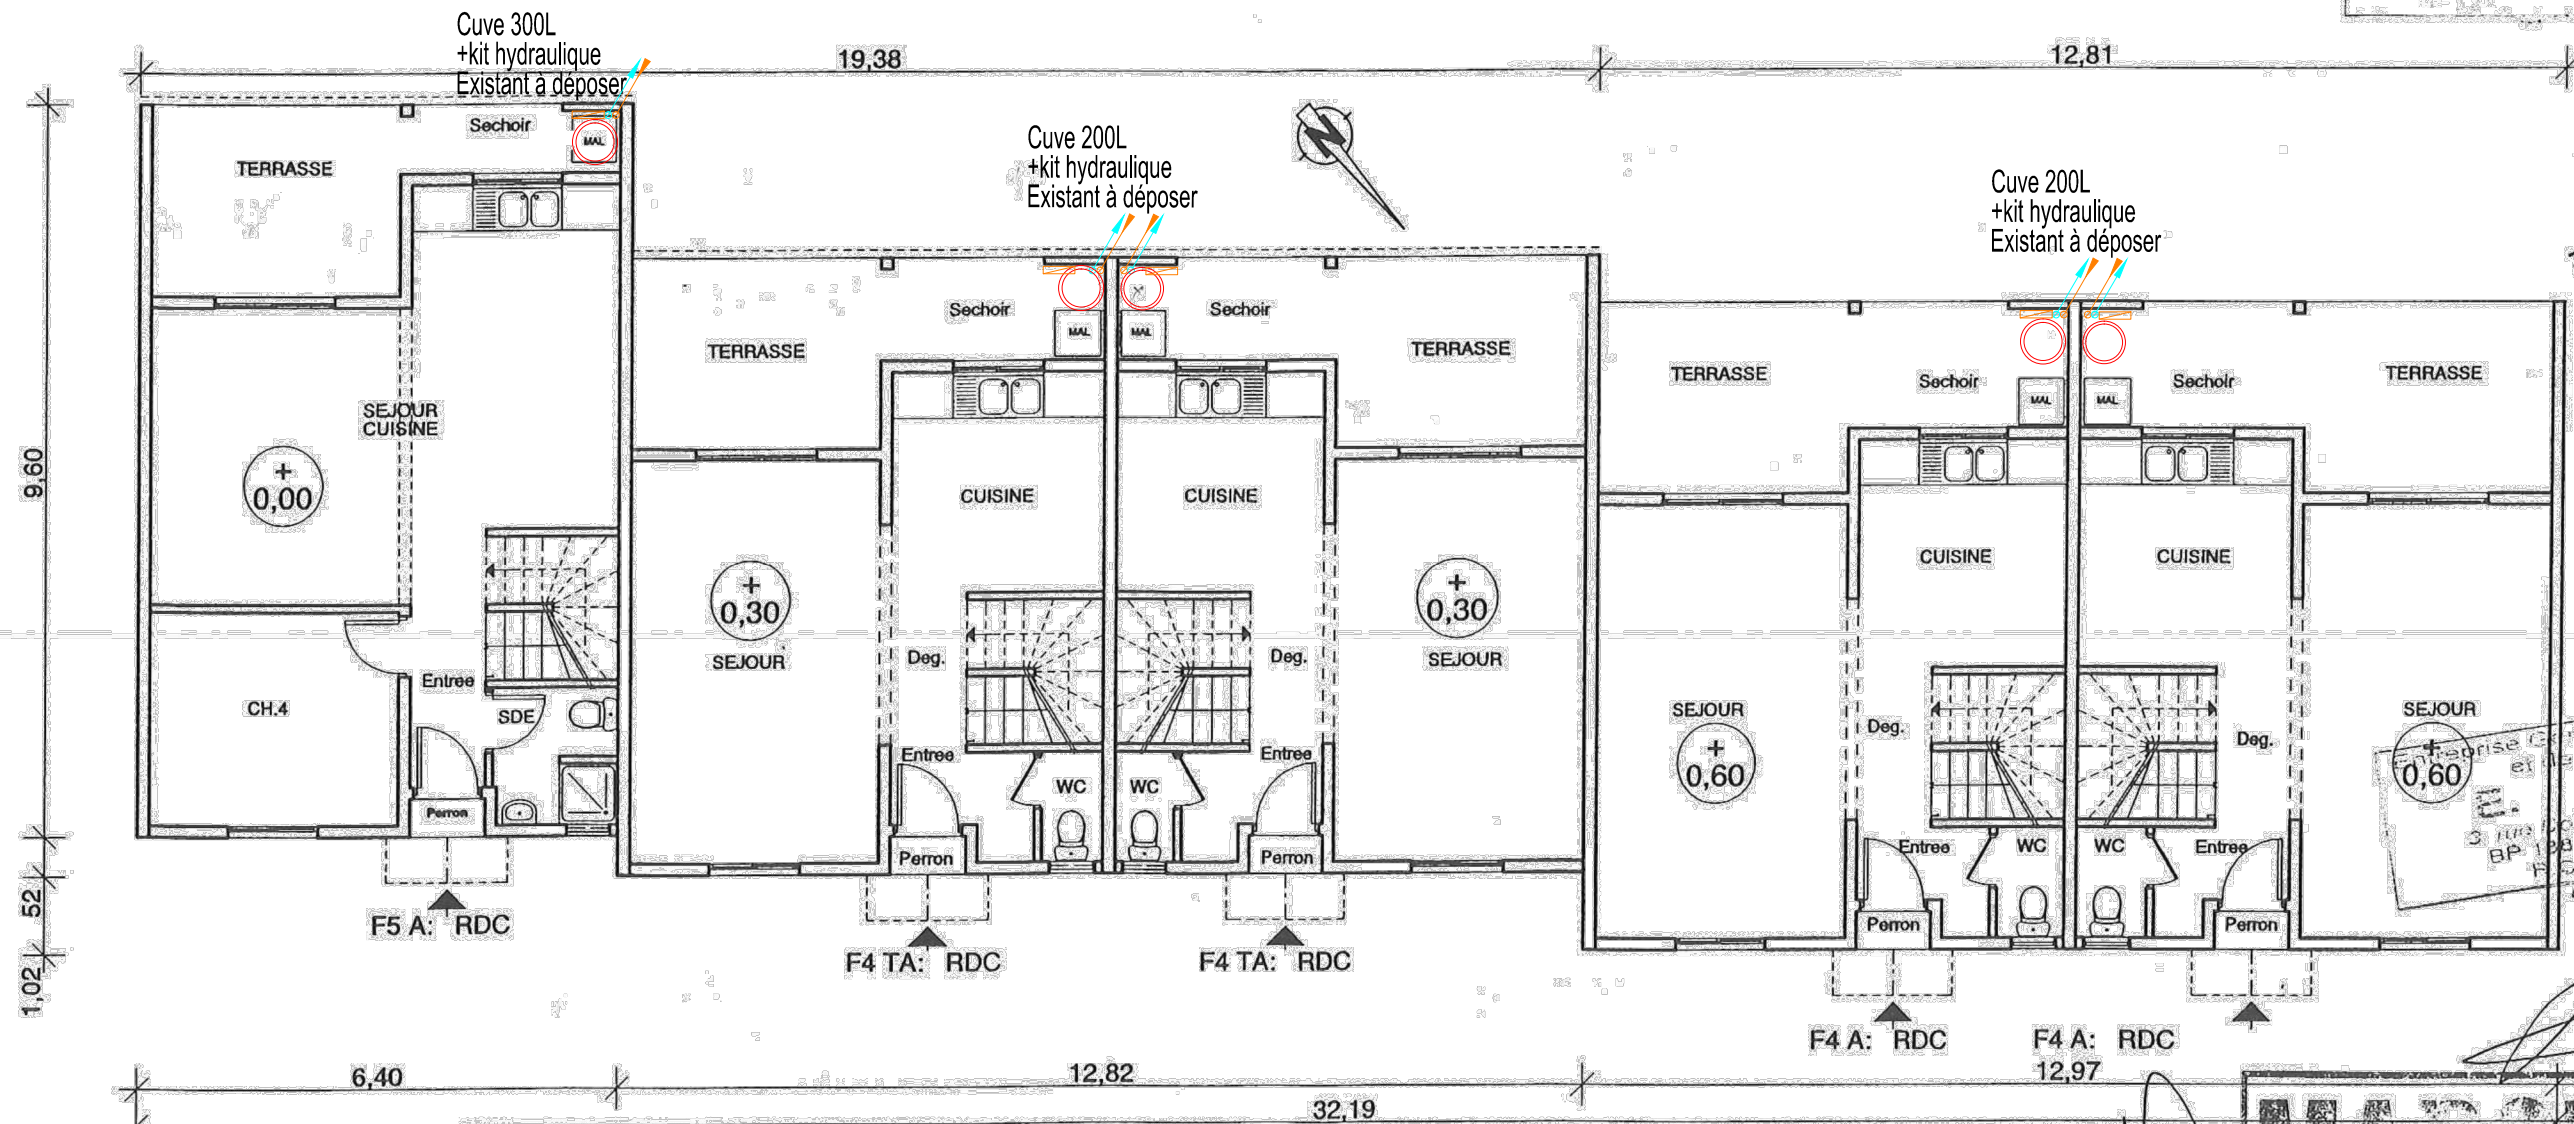 Cuve 300L
+kit hydraulique
Existant à déposer
19,38
12,81
Cuve 200L
+kit hydraulique
Existant à déposer
Cuve 200L
+kit hydraulique
Existant à déposer
N
Sechoir
MAL
TERRASSE
9,60
SEJOUR
CUISINE
+
0,00
CH.4
Entree
SDE
Perron
F5 A: RDC
52
1,02
TERRASSE
Sechoir
MAL
MAL
Sechoir
TERRASSE
CUISINE
CUISINE
+
0,30
SEJOUR
+
0,30
SEJOUR
Deg.
Deg.
Entree
Entree
WC
WC
Perron
Perron
F4 TA: RDC
F4 TA: RDC
TERRASSE
Sechoir
MAL
MAL
Sechoir
TERRASSE
CUISINE
CUISINE
SEJOUR
+
0,60
Deg.
Deg.
SEJOUR
+
0,60
Entree
WC
WC
Entree
Perron
Perron
F4 A: RDC
F4 A: RDC
E.
BP
6,40
12,82
12,97
32,19